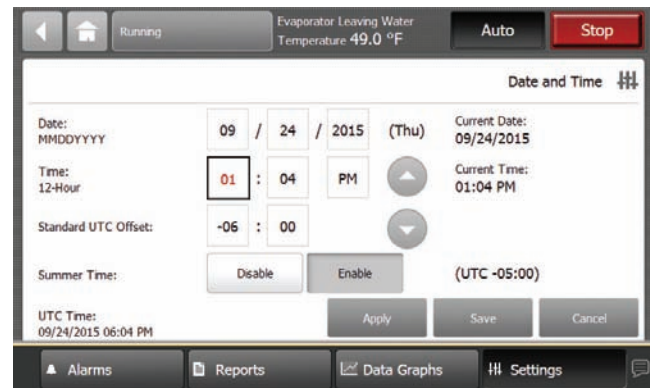 Running
Evaporator Leaving Water
Temperature 49.0 °F
Auto
Stop
Date and Time
Date:
MMDDYYYY
09 / 24 / 2015 (Thu)
Current Date:
09/24/2015
Time:
12-Hour
01 : 04 PM
Current Time:
01:04 PM
Standard UTC Offset:
-06 : 00
Summer Time:
Disable
Enable
(UTC -05:00)
UTC Time:
09/24/2015 06:04 PM
Apply
Save
Cancel
Alarms
Reports
Data Graphs
Settings